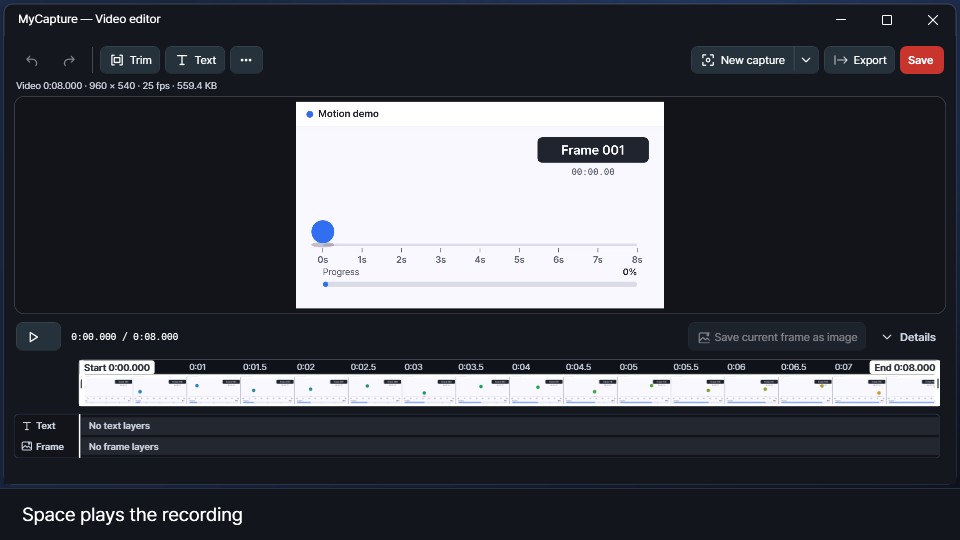 MyCapture — Video editor
Trim
Text
New capture
Export
Save
Video 0:08.000 · 960 × 540 · 25 fps · 559.4 KB
Motion demo
Frame 001
00:00.00
0s 1s 2s 3s 4s 5s 6s 7s 8s
Progress 0%
0:00.000 / 0:08.000
Save current frame as image
Details
Start 0:00.000 0:01 0:01.5 0:02 0:02.5 0:03 0:03.5 0:04 0:04.5 0:05 0:05.5 0:06 0:06.5 0:07 End 0:08.000
Text No text layers
Frame No frame layers
Space plays the recording